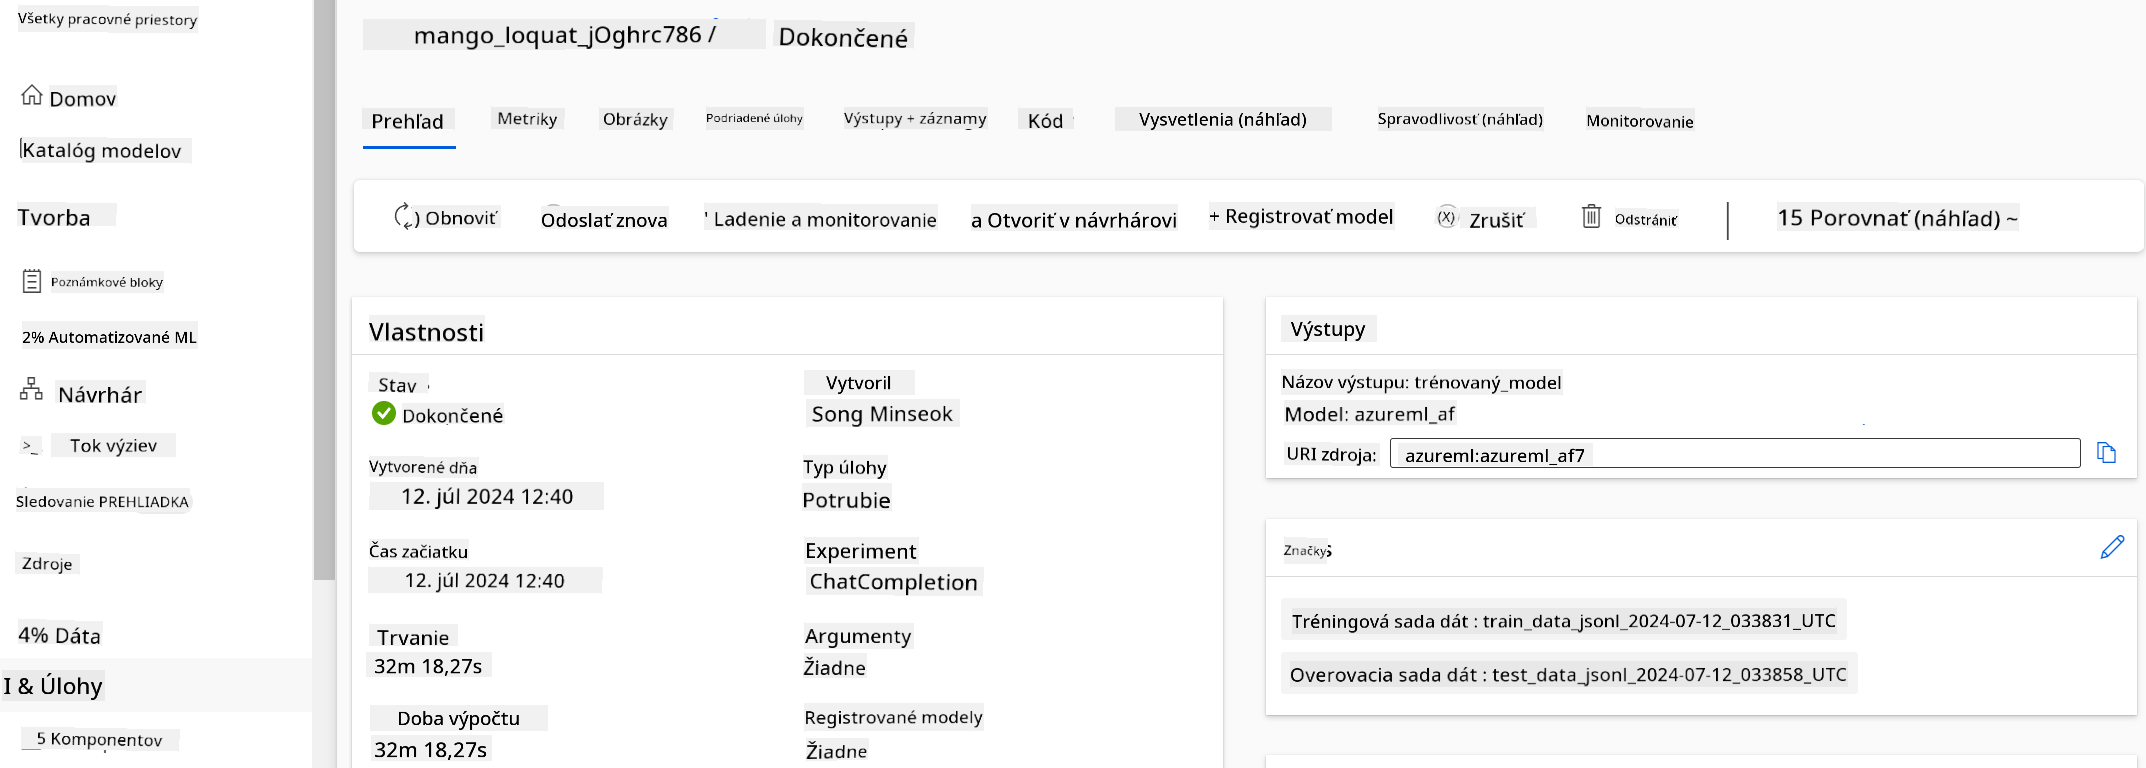 Všetky pracovné priestory
Domov
Katalóg modelov
Tvorba
Poznámkové bloky
2% Automatizované ML
Návrhár
>_ Tok výziev
Sledovanie PREHLIADKA
Zdroje
4% Dáta
I & Úlohy
5 Komponentov
mango_loquat_jOghrc786 / Dokončené
Prehľad Metriky Obrázky Podriadené úlohy Výstupy + záznamy Kód Vysvetlenia (náhľad) Spravodlivosť (náhľad) Monitorovanie
) Obnoviť Odoslať znova ' Ladenie a monitorovanie a Otvoriť v návrhárovi + Registrovať model (X) Zrušiť Odstrániť | 15 Porovnať (náhľad) ~
Vlastnosti
Stav
Dokončené
Vytvorené dňa
12. júl 2024 12:40
Čas začiatku
12. júl 2024 12:40
Trvanie
32m 18,27s
Doba výpočtu
32m 18,27s
Vytvoril
Song Minseok
Typ úlohy
Potrubie
Experiment
ChatCompletion
Argumenty
Žiadne
Registrované modely
Žiadne
Výstupy
Názov výstupu: trénovaný_model
Model: azureml_af
URI zdroja: azureml:azureml_af7
Značky
Tréningová sada dát : train_data_jsonl_2024-07-12_033831_UTC
Overovacia sada dát : test_data_jsonl_2024-07-12_033858_UTC